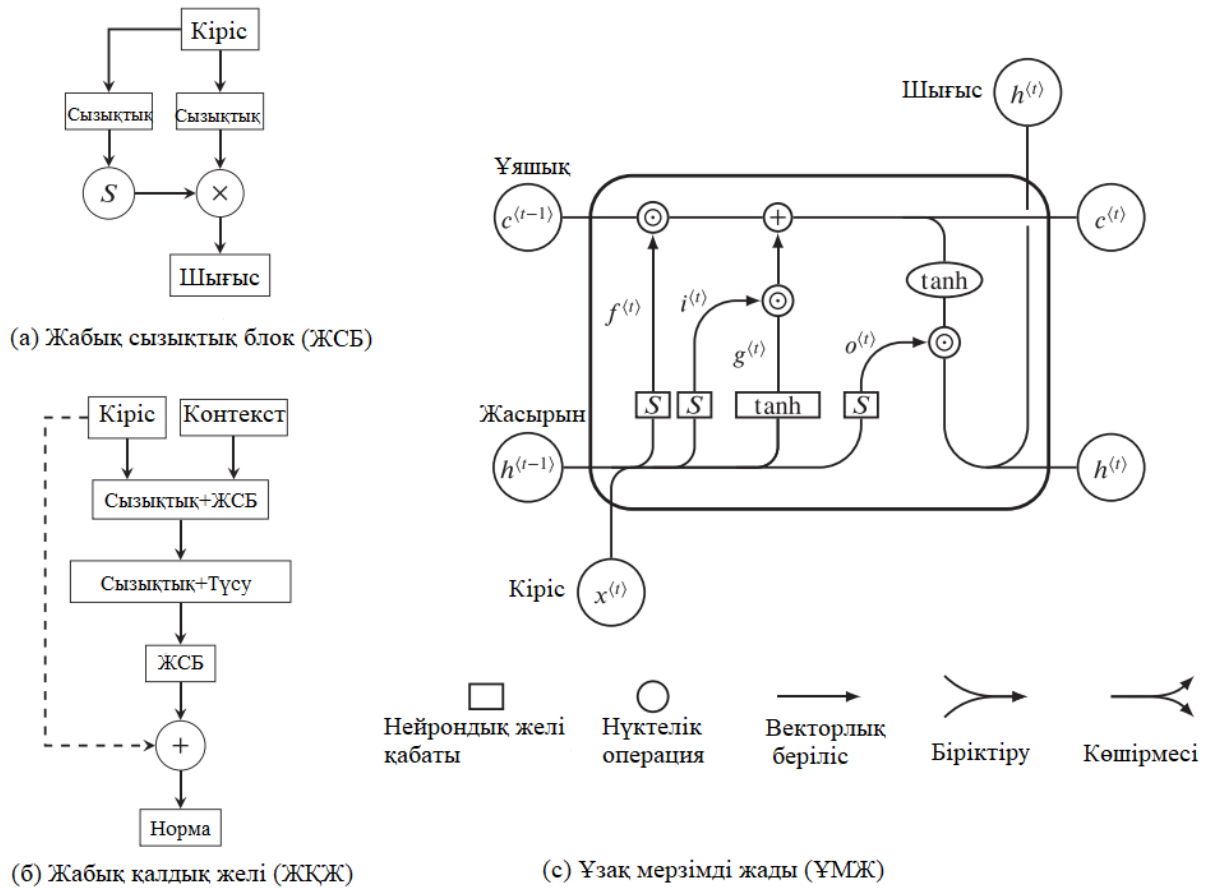 Кіріс
Сызықтық Сызықтық
S ×
Шығыс
(а) Жабық сызықтық блок (ЖСБ)
Кіріс Контекст
Сызықтық+ЖСБ
Сызықтық+Түсу
ЖСБ
+
Норма
(б) Жабық қалдық желі (ЖҚЖ)
Шығыс h⟨t⟩
Ұяшық
c⟨t−1⟩ ⊙ + c⟨t⟩
tanh
f⟨t⟩ i⟨t⟩ ⊙
g⟨t⟩ o⟨t⟩ ⊙
S S tanh S
Жасырын
h⟨t−1⟩ h⟨t⟩
Кіріс x⟨t⟩
Нейрондық желі
қабаты
Нүктелік
операция
Векторлық
беріліс
Біріктіру
Көшірмесі
(с) Ұзақ мерзімді жады (ҰМЖ)